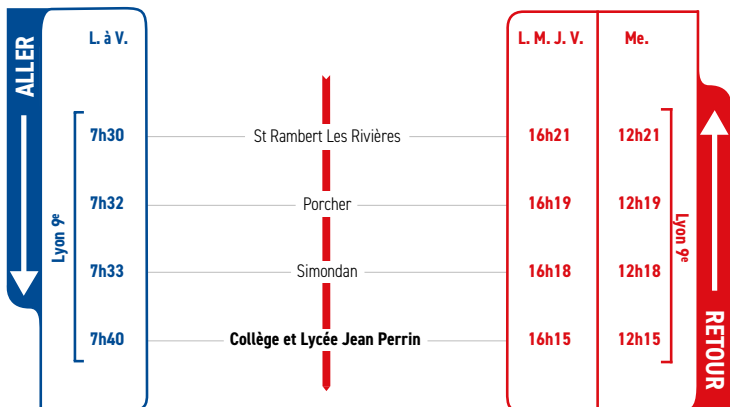 ALLER
L. à V.
L. M. J. V.
Me.
7h30
St Rambert Les Rivières
16h21
12h21
7h32
Porcher
16h19
12h19
Lyon 9e
Lyon 9e
7h33
Simondan
16h18
12h18
7h40
Collège et Lycée Jean Perrin
16h15
12h15
RETOUR